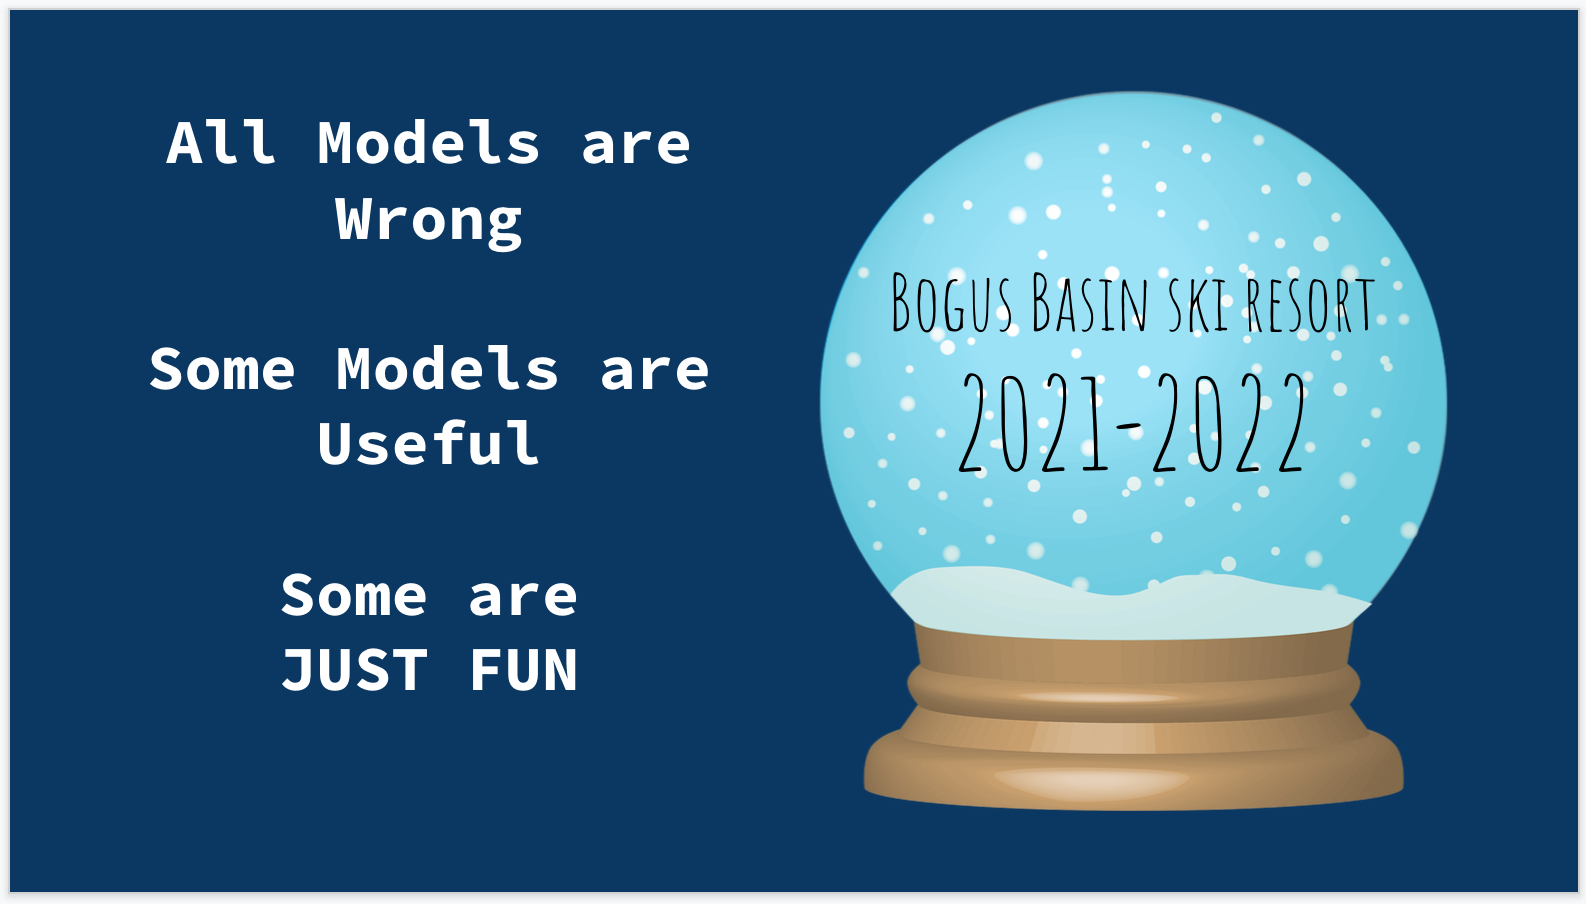 All Models are
Wrong
Some Models are
Useful
Some are
JUST FUN
Bogus Basin ski resort
2021-2022